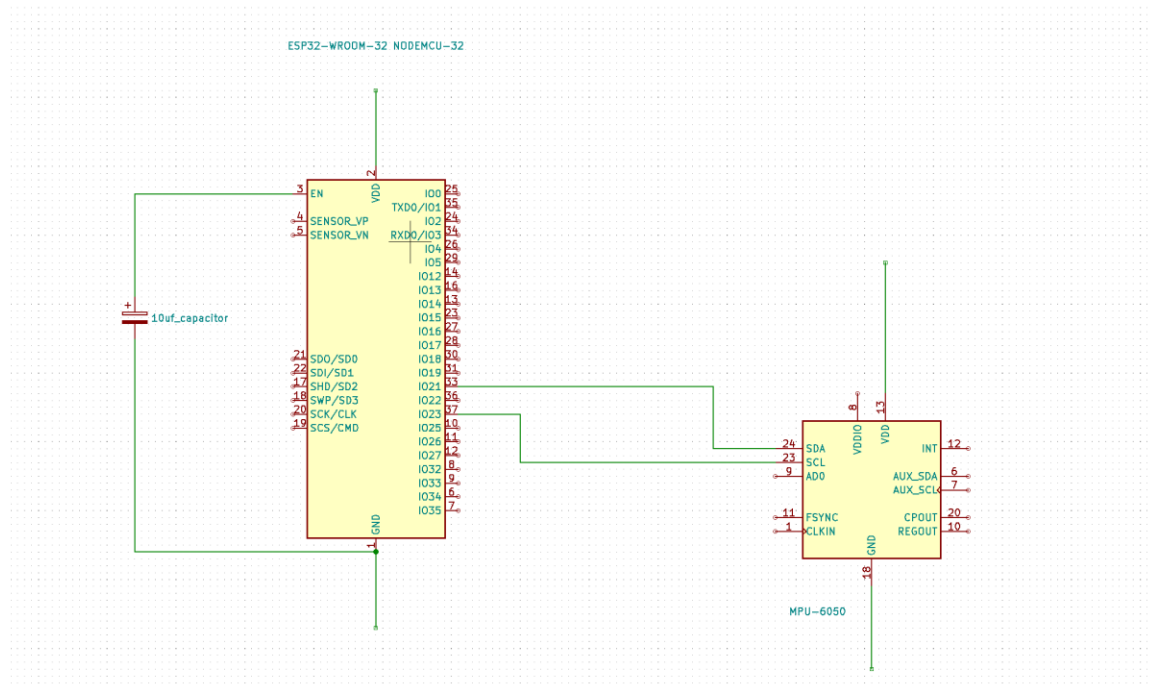 ESP32-WROOM-32 NODEMCU-32
2
VDD
3 EN
4 SENSOR_VP
5 SENSOR_VN
21 SDO/SD0
22 SDI/SD1
17 SHD/SD2
18 SWP/SD3
20 SCK/CLK
19 SCS/CMD
IO0 25
TXD0/IO1 35
IO2 24
RXD0/IO3 34
IO4 26
IO5 29
IO12 14
IO13 16
IO14 13
IO15 23
IO16 27
IO17 28
IO18 30
IO19 31
IO21 33
IO22 36
IO23 37
IO25 10
IO26 11
IO27 12
IO32 8
IO33 9
IO34 6
IO35 7
GND
1
+
10uf_capacitor
8
VDDIO
13
VDD
24 SDA
23 SCL
9 AD0
11 FSYNC
1 CLKIN
INT 12
AUX_SDA 6
AUX_SCL 7
CPOUT 20
REGOUT 10
GND
18
MPU-6050